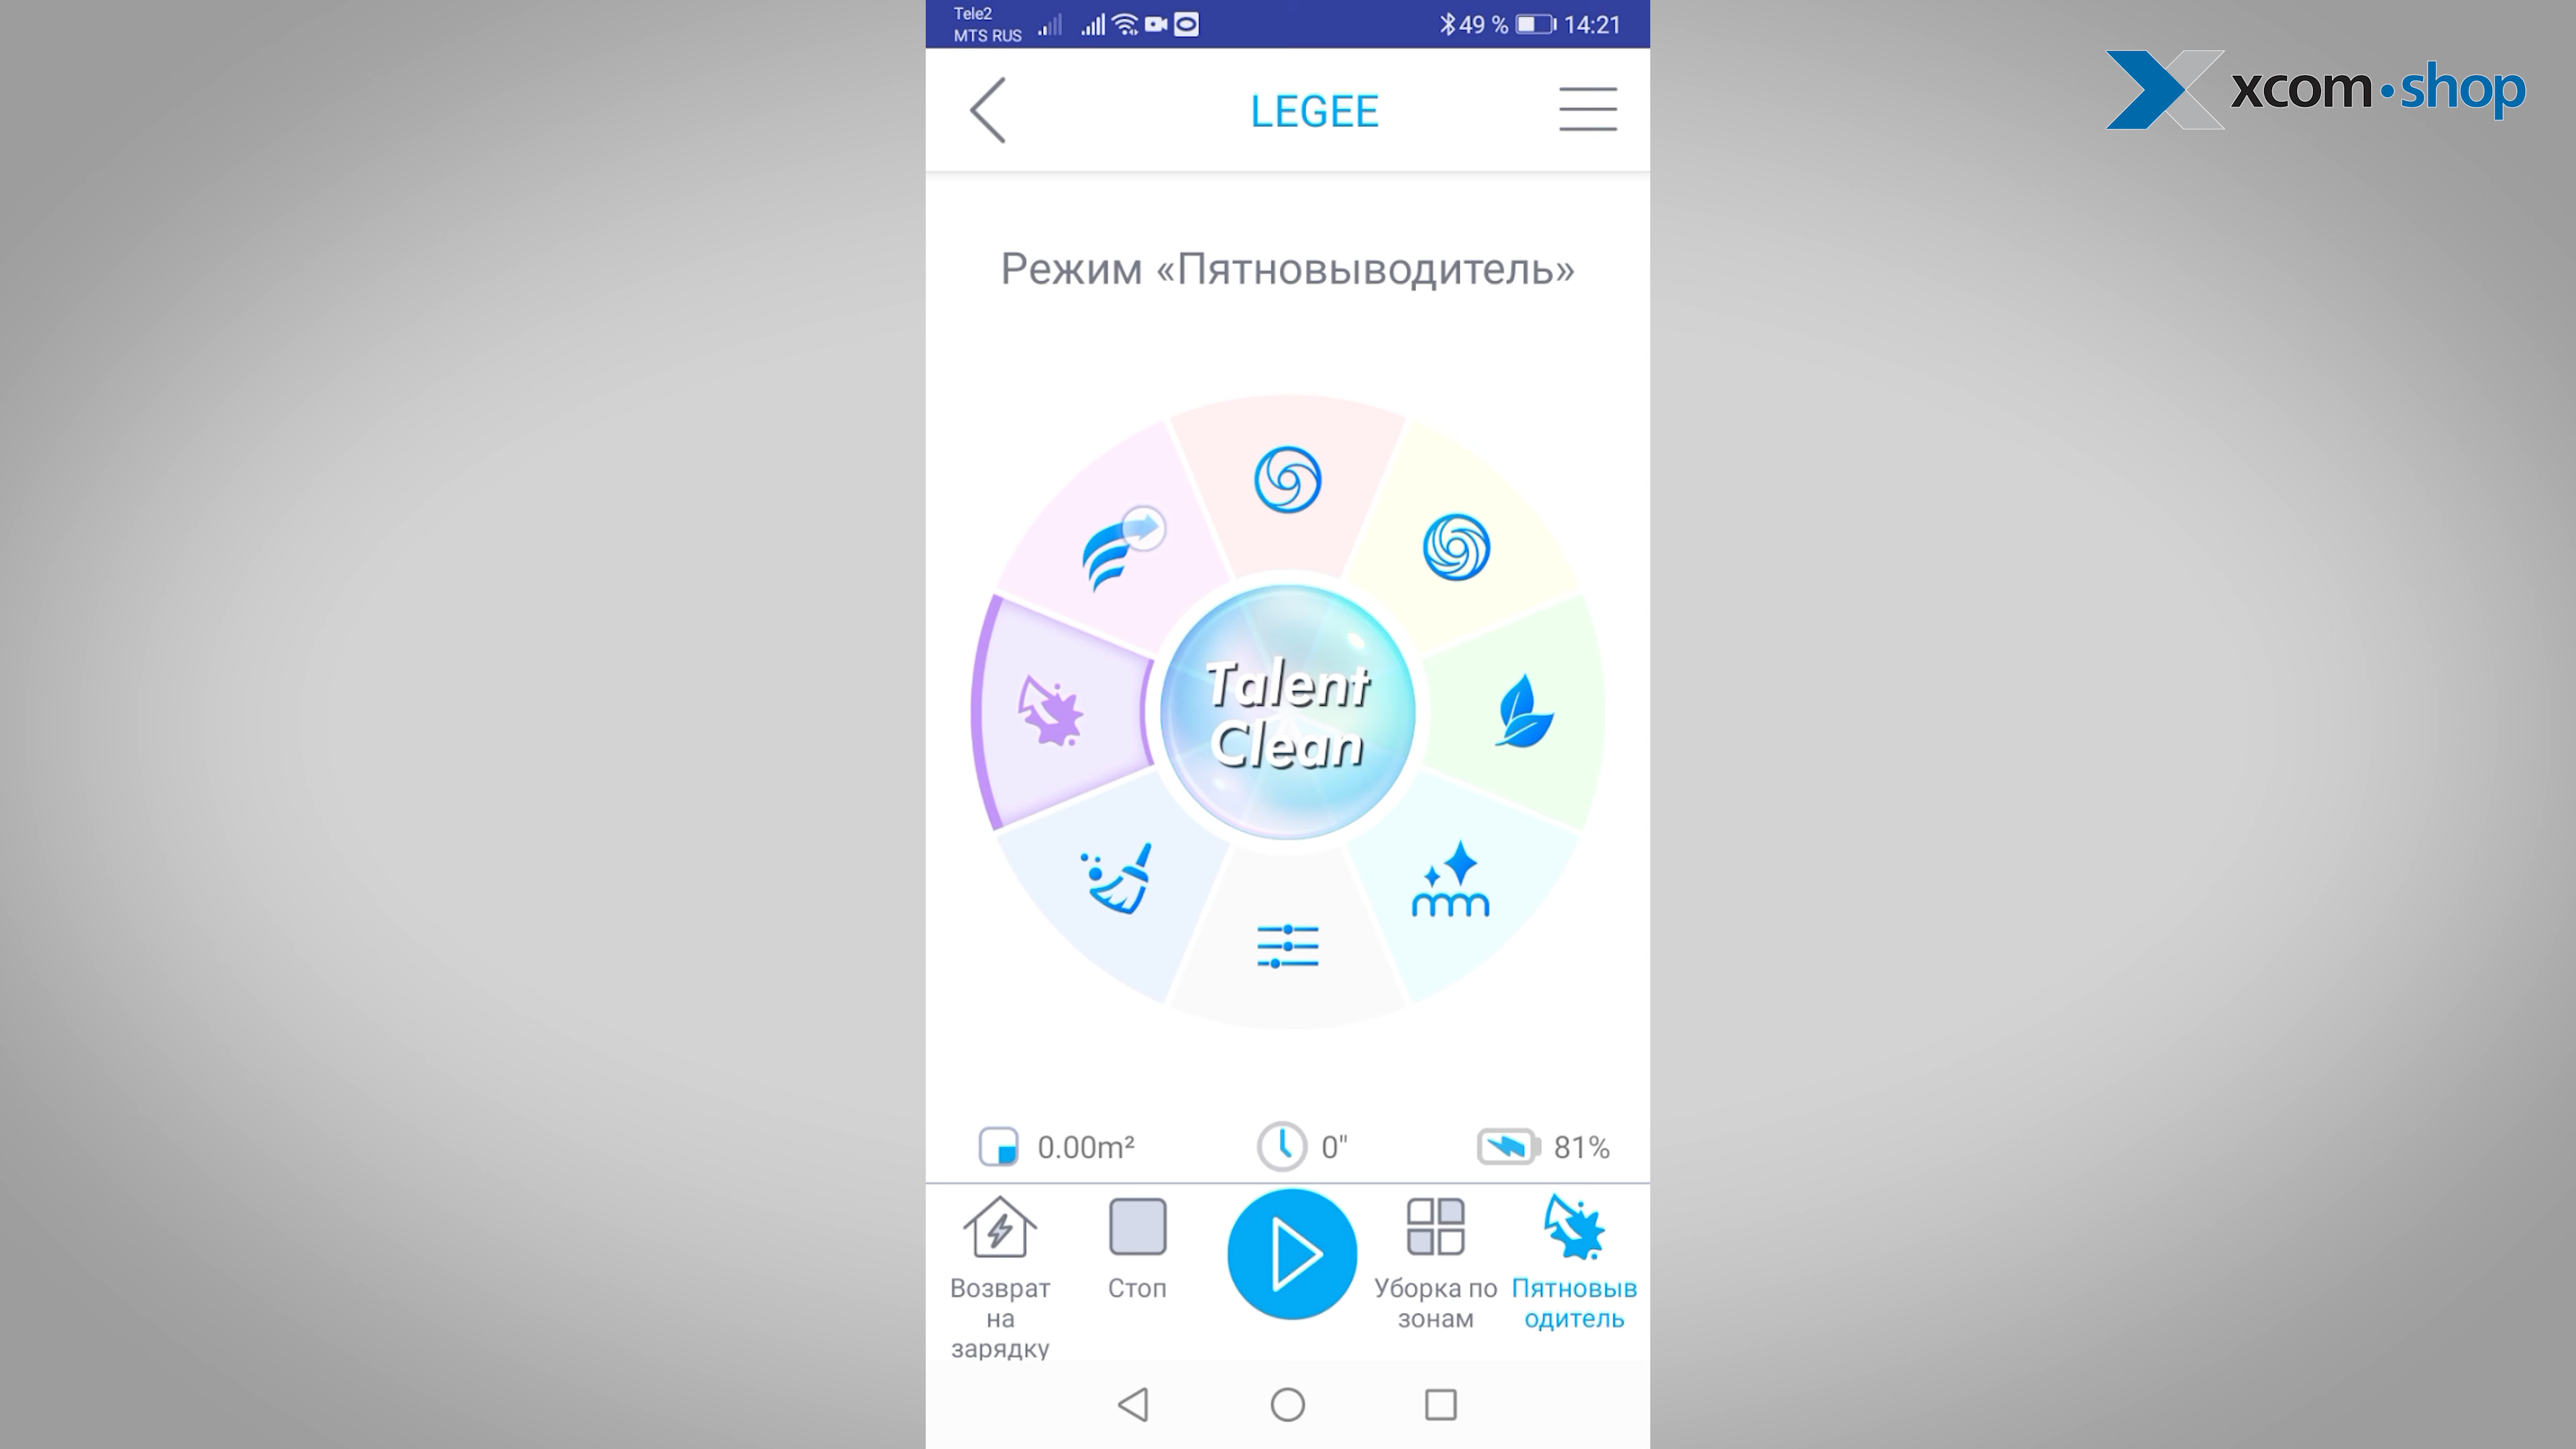 Tele2
MTS RUS
49 %
14:21
xcom·shop
LEGEE
Режим «Пятновыводитель»
Talent
Clean
0.00m²
0"
81%
Возврат
на
зарядку
Стоп
Уборка по
зонам
Пятновыв
одитель